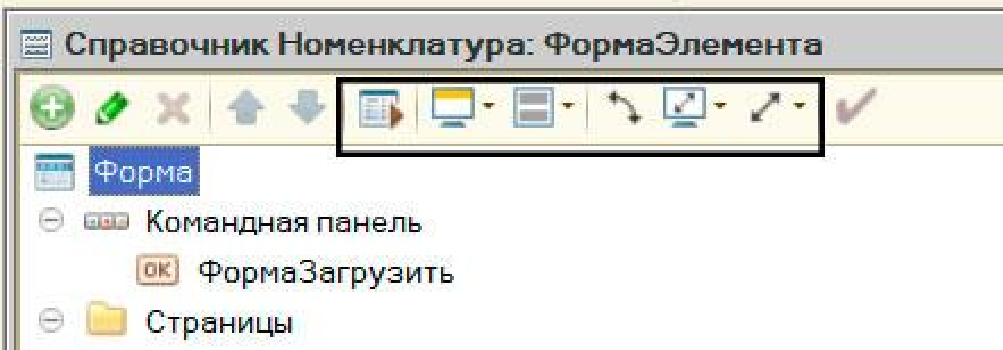 Справочник Номенклатура: ФормаЭлемента
Форма
Командная панель
OK ФормаЗагрузить
Страницы